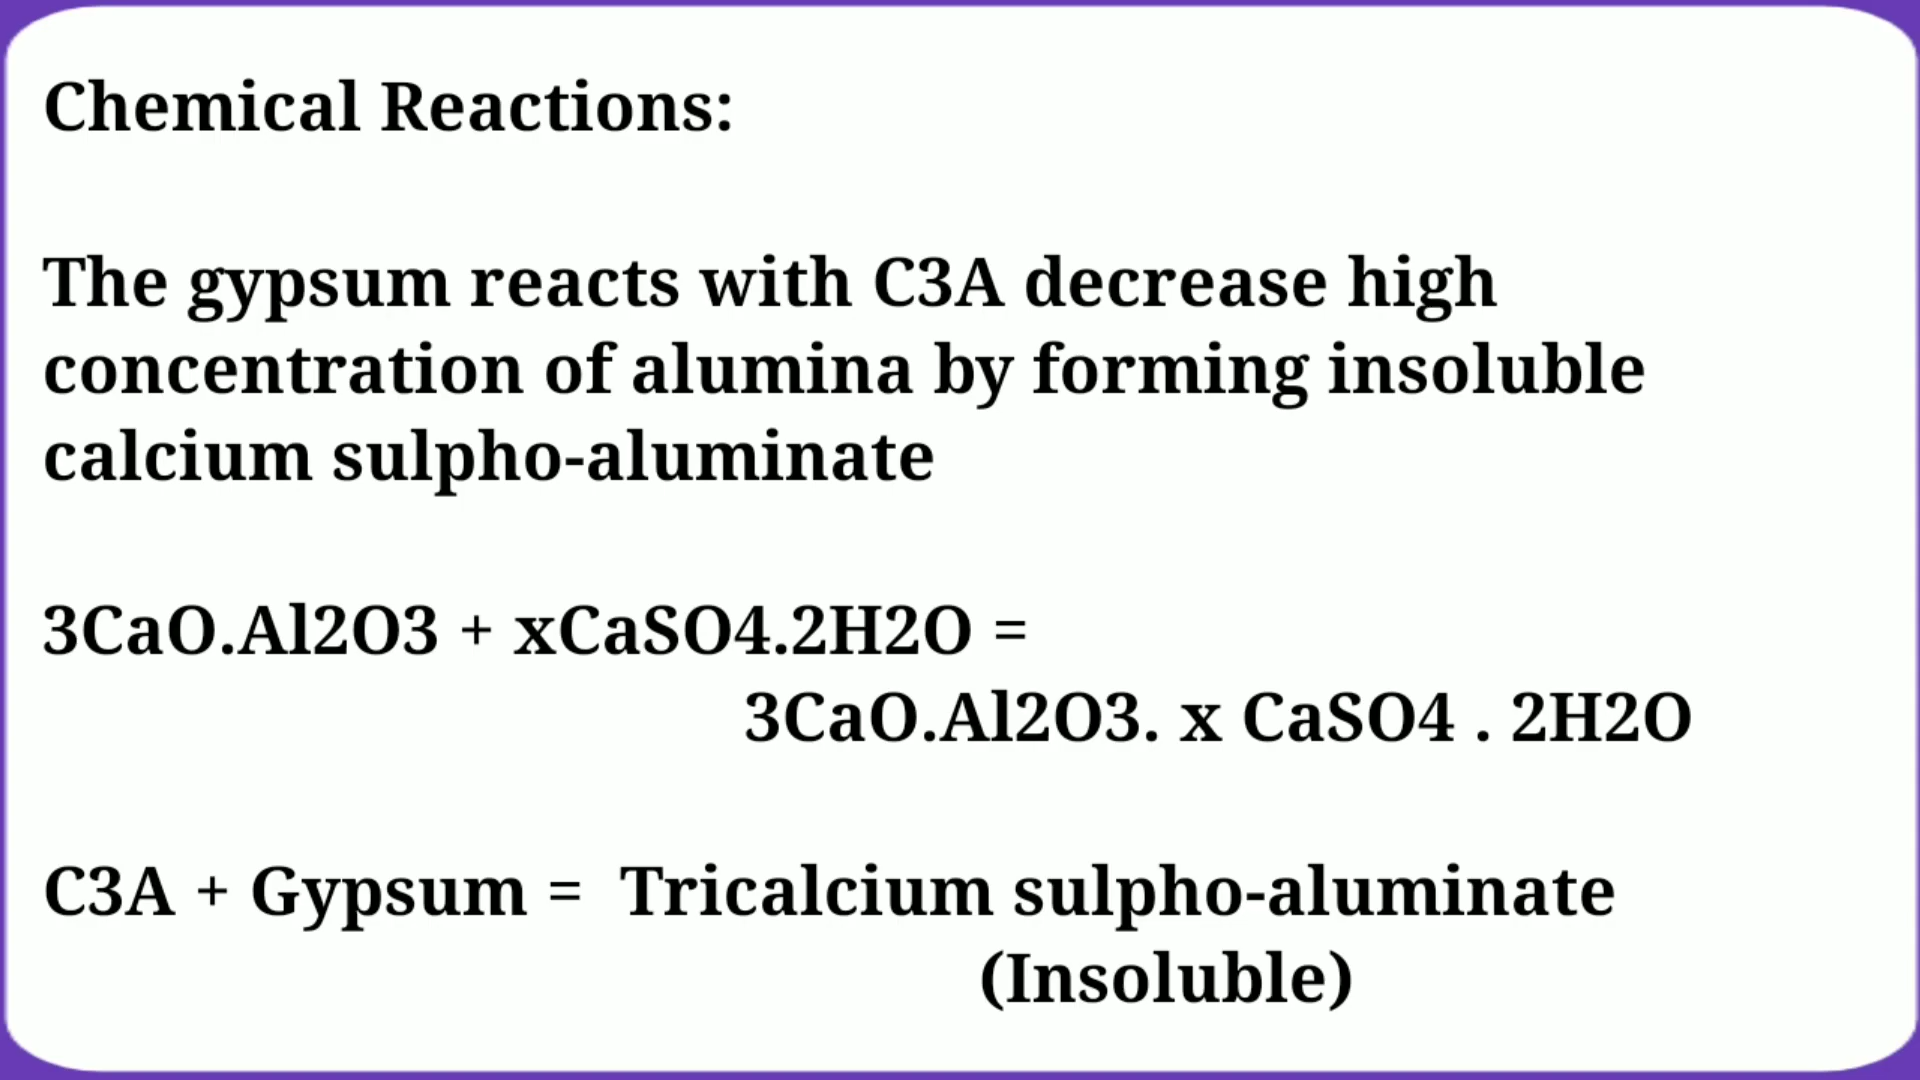 Chemical Reactions:
The gypsum reacts with C3A decrease high
concentration of alumina by forming insoluble
calcium sulpho-aluminate
3CaO.Al2O3 + xCaSO4.2H2O =
3CaO.Al2O3. x CaSO4 . 2H2O
C3A + Gypsum = Tricalcium sulpho-aluminate
(Insoluble)